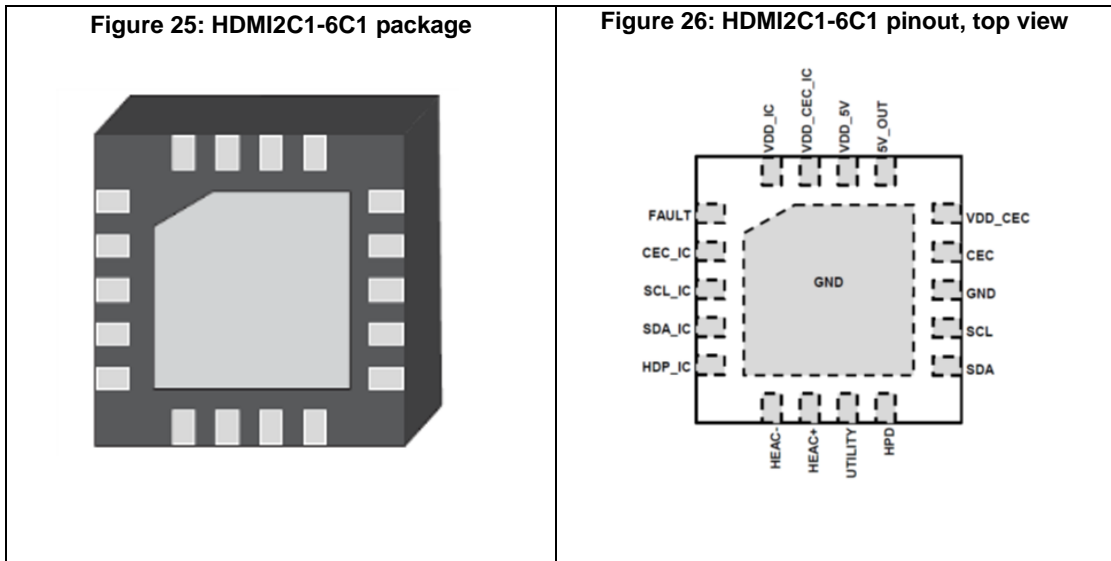 Figure 25: HDMI2C1-6C1 package
Figure 26: HDMI2C1-6C1 pinout, top view
VDD_IC
VDD_CEC_IC
VDD_5V
5V_OUT
FAULT
CEC_IC
SCL_IC
SDA_IC
HDP_IC
GND
VDD_CEC
CEC
GND
SCL
SDA
HEAC-
HEAC+
UTILITY
HPD